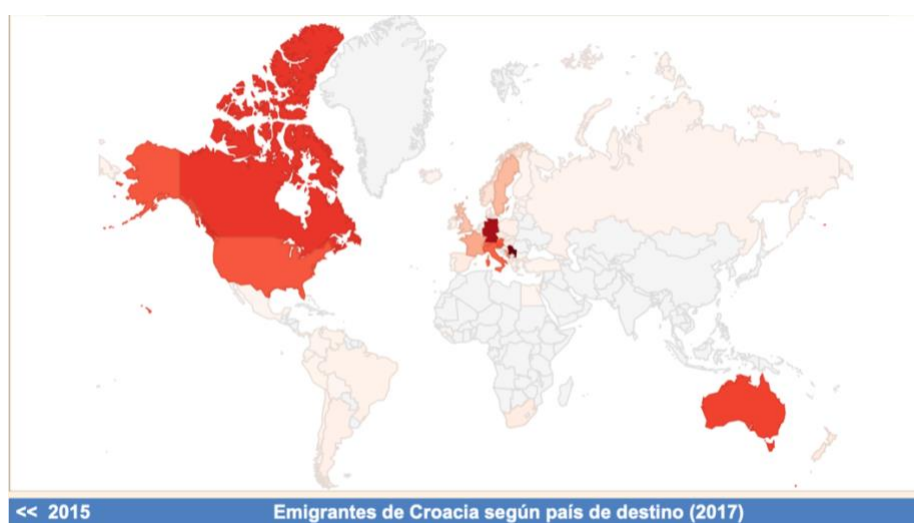 << 2015 Emigrantes de Croacia según país de destino (2017)